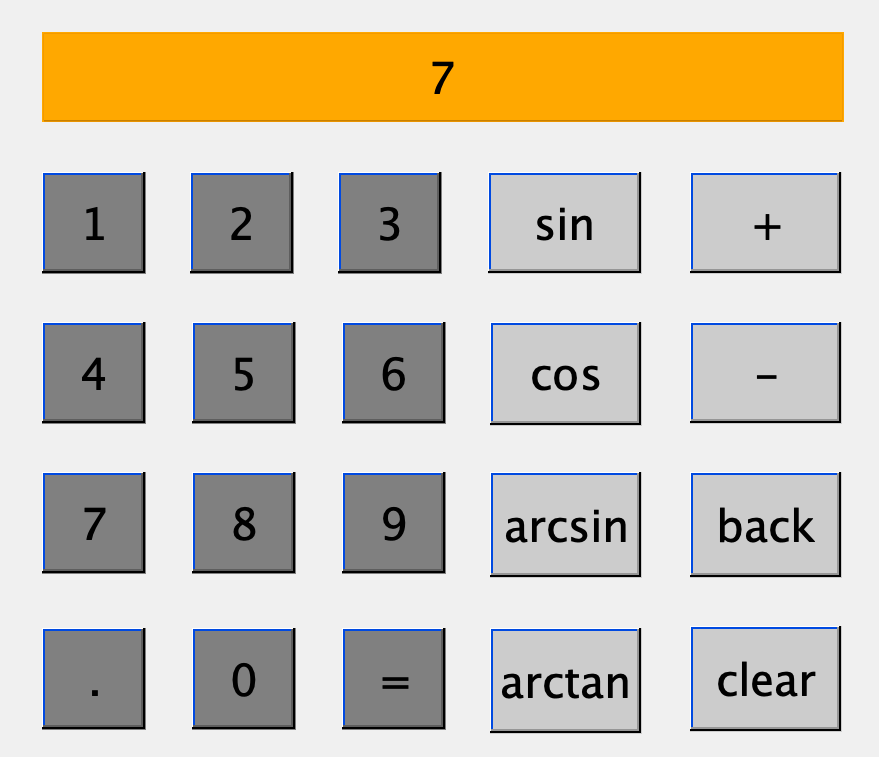 7
1 2 3 sin +
4 5 6 cos -
7 8 9 arcsin back
. 0 = arctan clear